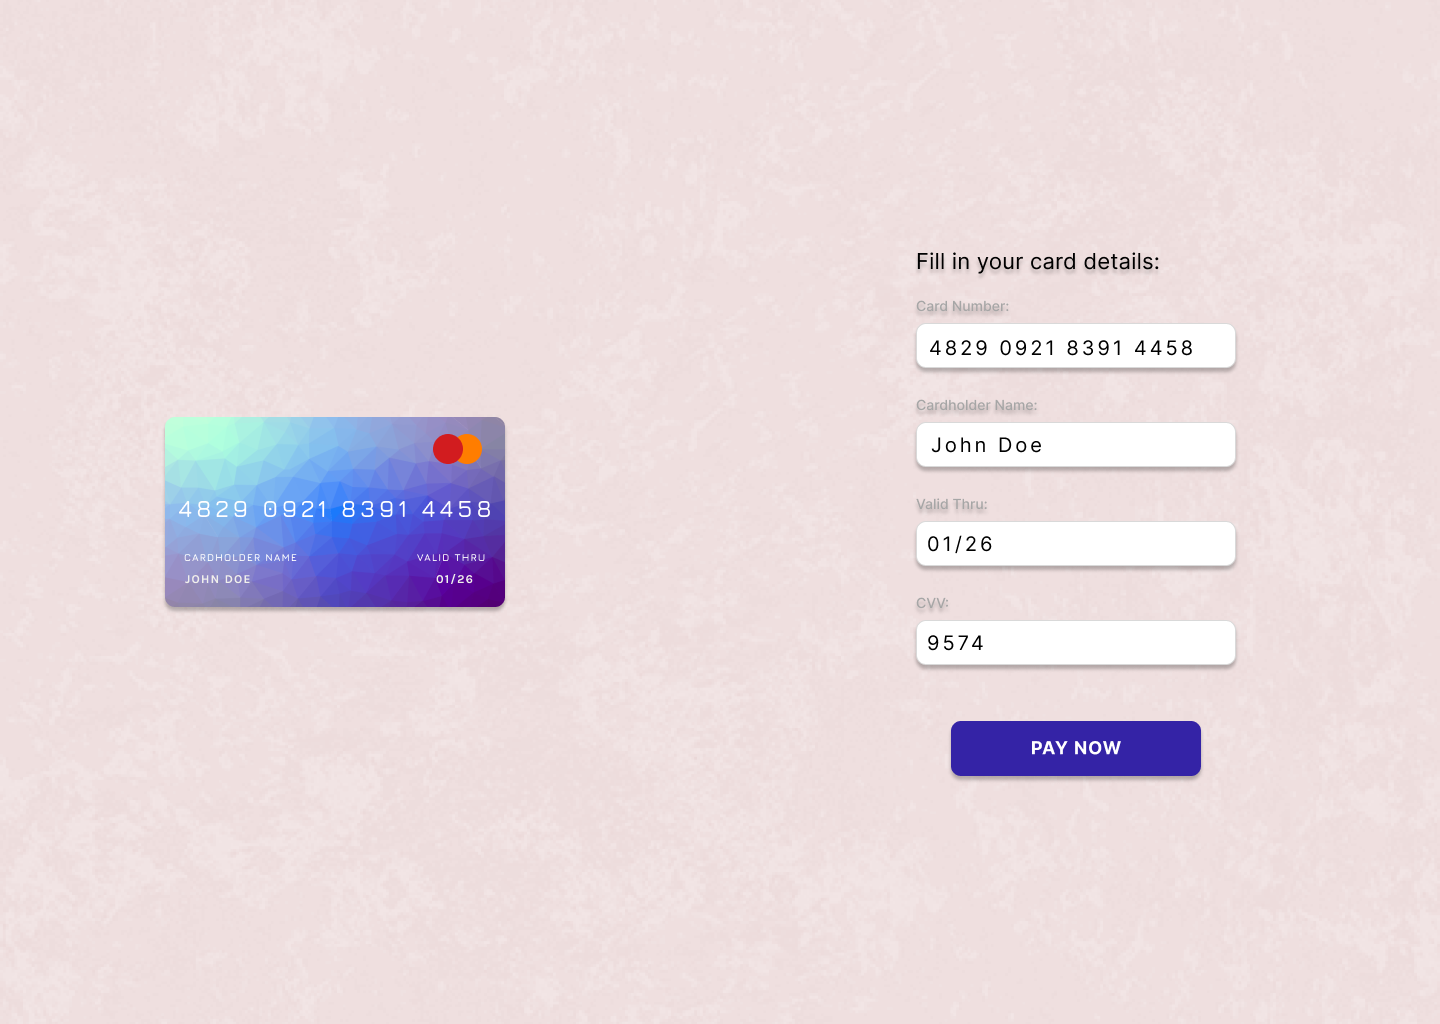 4829 0921 8391 4458
CARDHOLDER NAME
JOHN DOE
VALID THRU
01/26
Fill in your card details:
Card Number:
4829 0921 8391 4458
Cardholder Name:
John Doe
Valid Thru:
01/26
CVV:
9574
PAY NOW